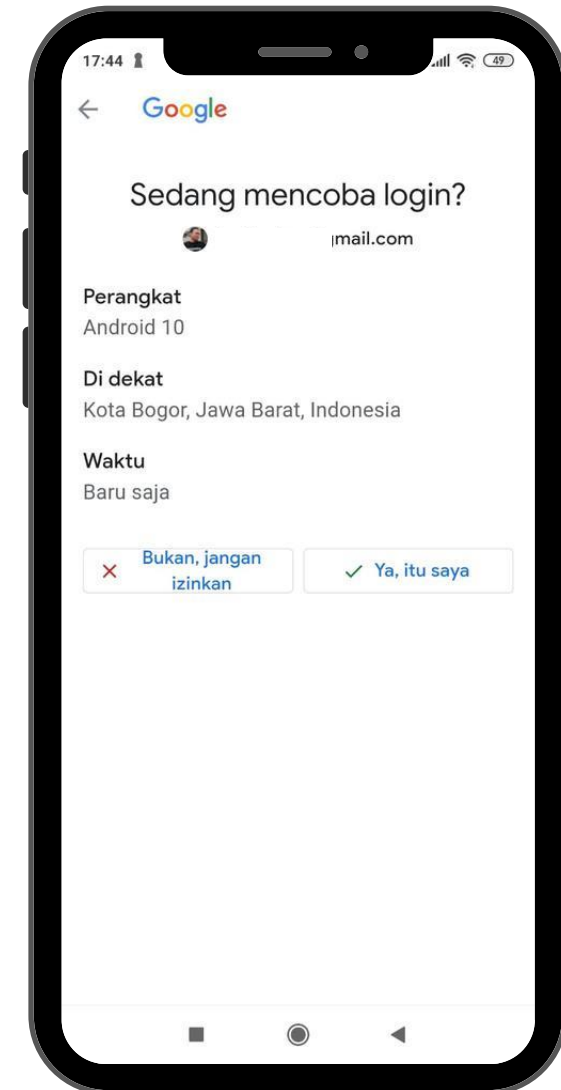 17:44
49
Google
Sedang mencoba login?
mail.com
Perangkat
Android 10
Di dekat
Kota Bogor, Jawa Barat, Indonesia
Waktu
Baru saja
Bukan, jangan
izinkan
Ya, itu saya